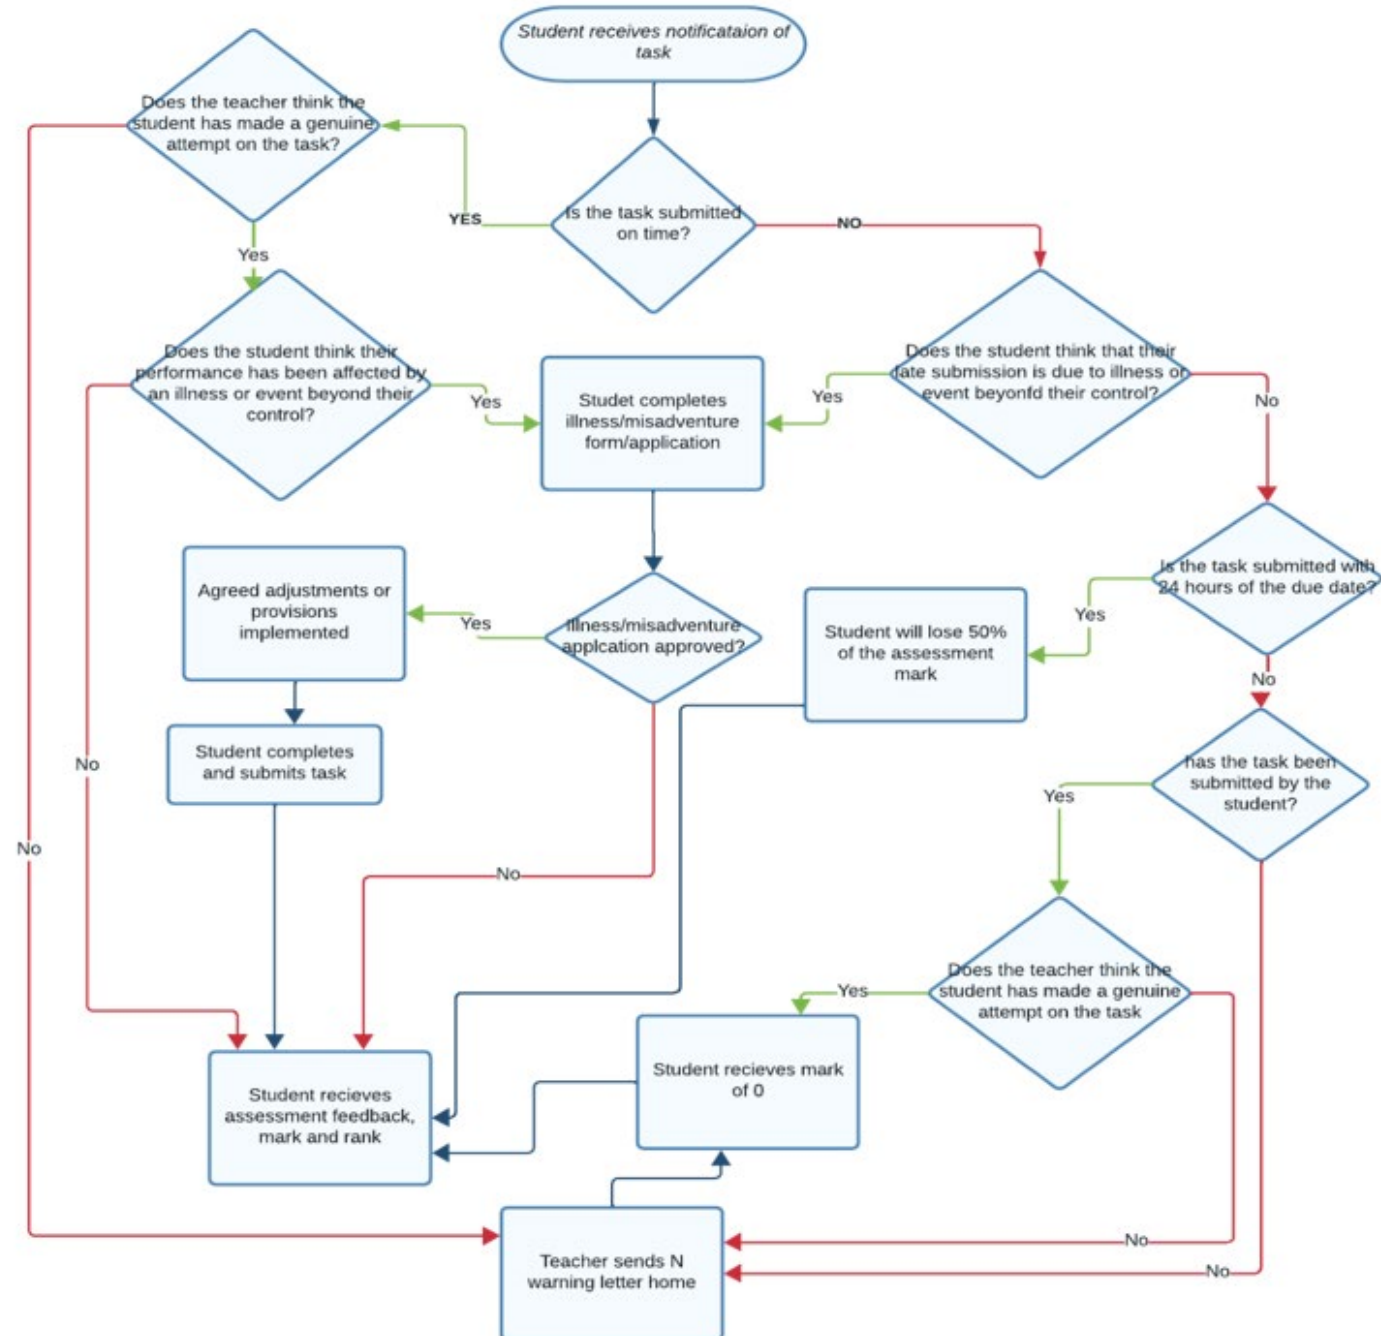 Student receives notificataion of
task
Does the teacher think the
student has made a genuine
attempt on the task?
YES
Is the task submitted
on time?
NO
Yes
Does the student think their
performance has been affected by
an illness or event beyond their
control?
Yes
Studet completes
illness/misadventure
form/application
Yes
Does the student think that their
late submission is due to illness or
event beyonfd their control?
No
Agreed adjustments or
provisions
implemented
Yes
illness/misadventure
applcation approved?
Student will lose 50%
of the assessment
mark
Yes
Is the task submitted with
24 hours of the due date?
No
Student completes
and submits task
No
has the task been
submitted by the
student?
Yes
No
No
Does the teacher think the
student has made a genuine
attempt on the task
Yes
Student recieves mark
of 0
Student recieves
assessment feedback,
mark and rank
No
No
Teacher sends N
warning letter home